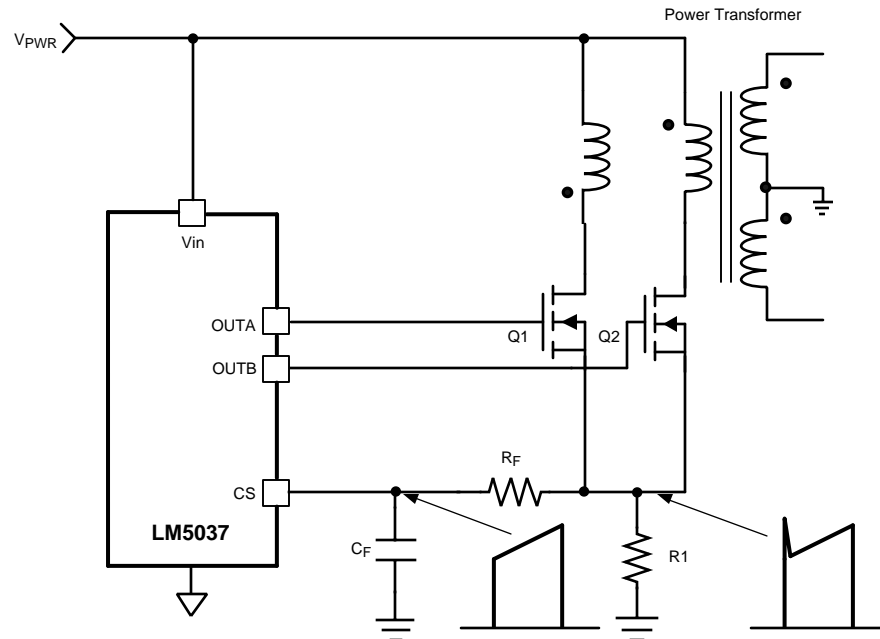 Power Transformer
VPWR
Vin
OUTA
Q1
Q2
OUTB
RF
CS
LM5037
CF
R1